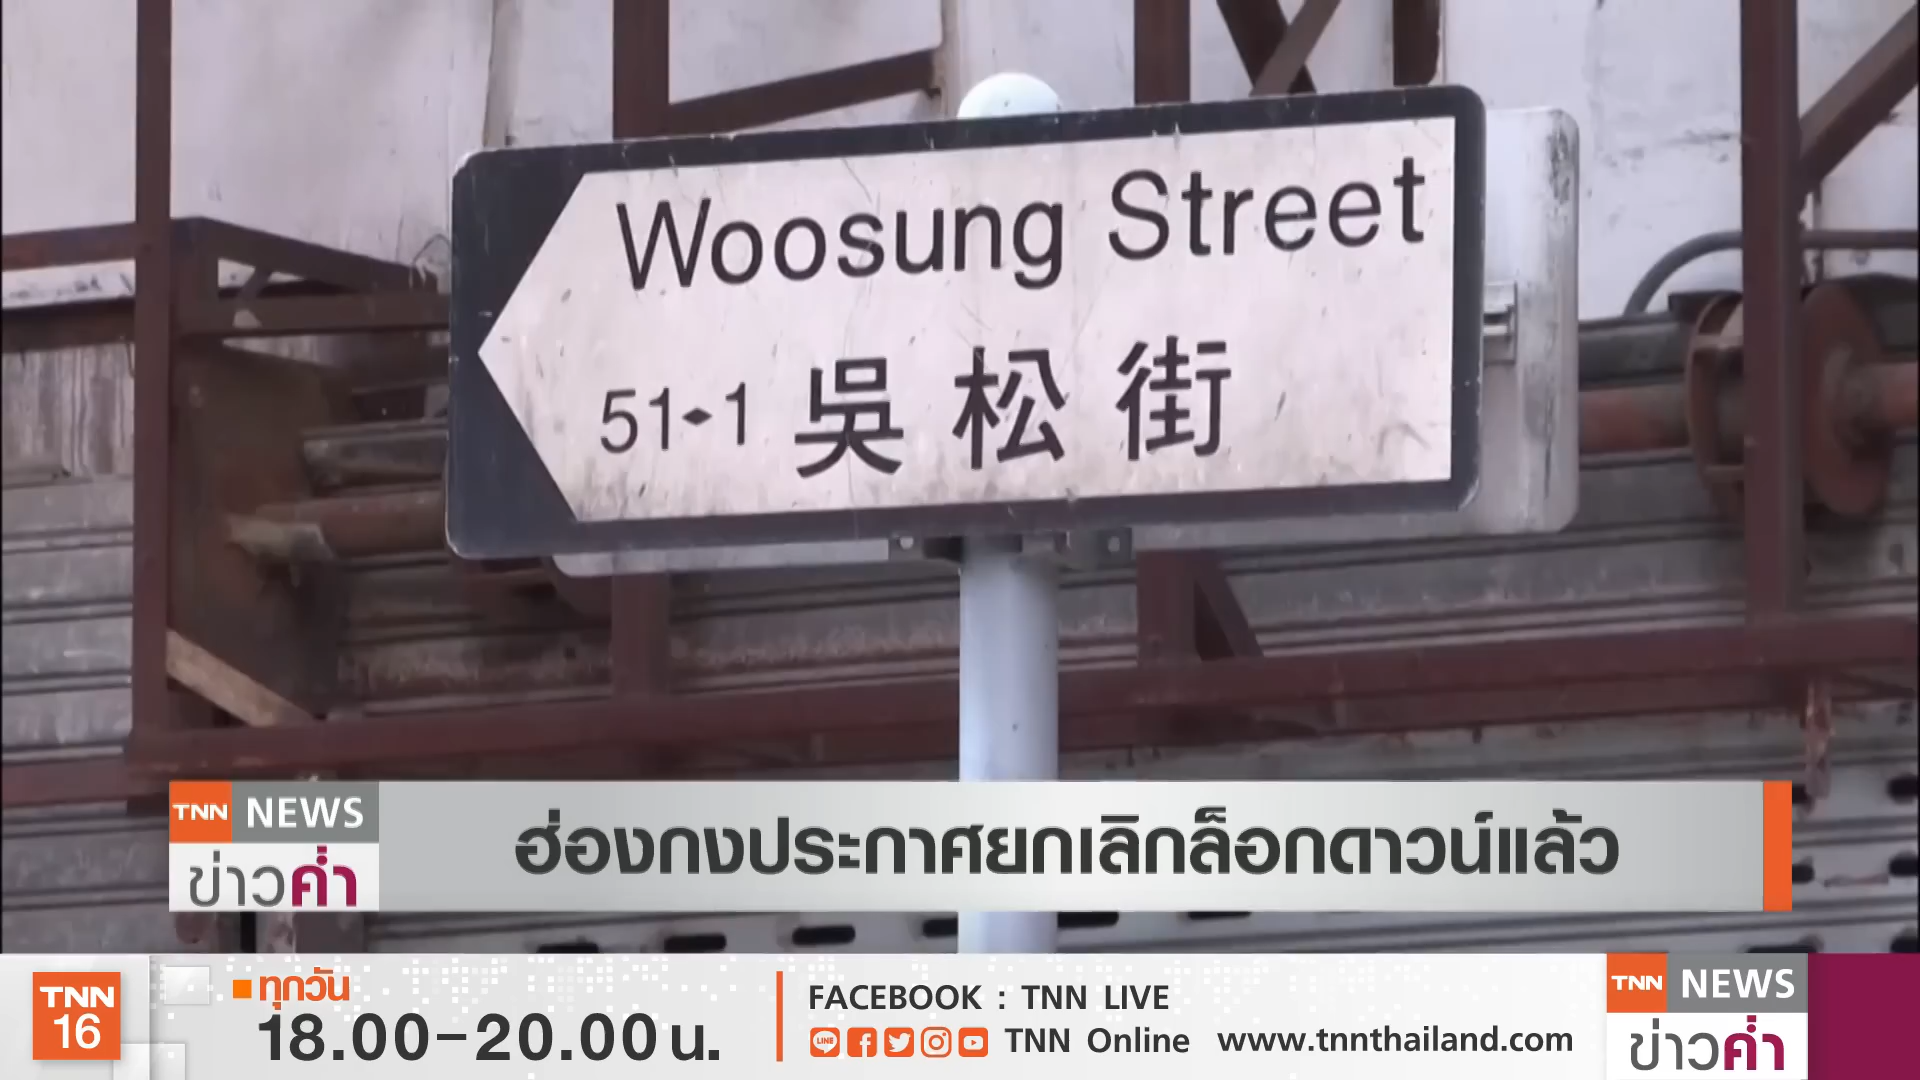 Woosung Street
51-1 吳松街
TNN NEWS
ข่าวค่ำ
ฮ่องกงประกาศยกเลิกล็อกดาวน์แล้ว
TNN
16
ทุกวัน
18.00-20.00 น.
FACEBOOK : TNN LIVE
LINE TNN Online www.tnnthailand.com
TNN NEWS
ข่าวค่ำ